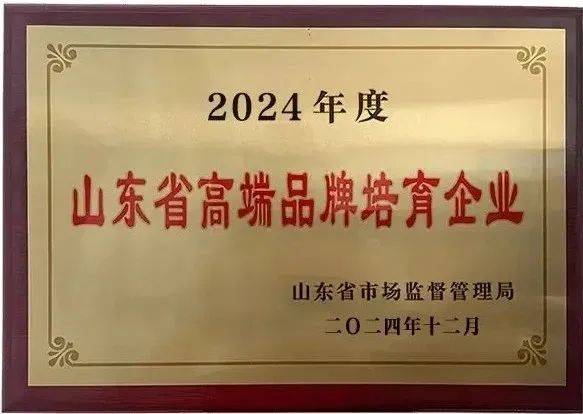 2024年度
山东省高端品牌培育企业
山东省市场监督管理局
二〇二四年十二月